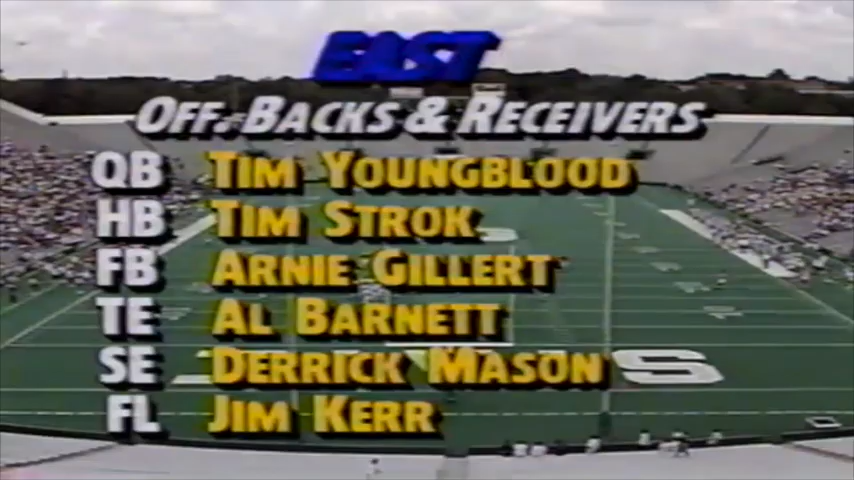 EAST
OFF. BACKS & RECEIVERS
QB TIM YOUNGBLOOD
HB TIM STROK
FB ARNIE GILLERT
TE AL BARNETT
SE DERRICK MASON
FL JIM KERR